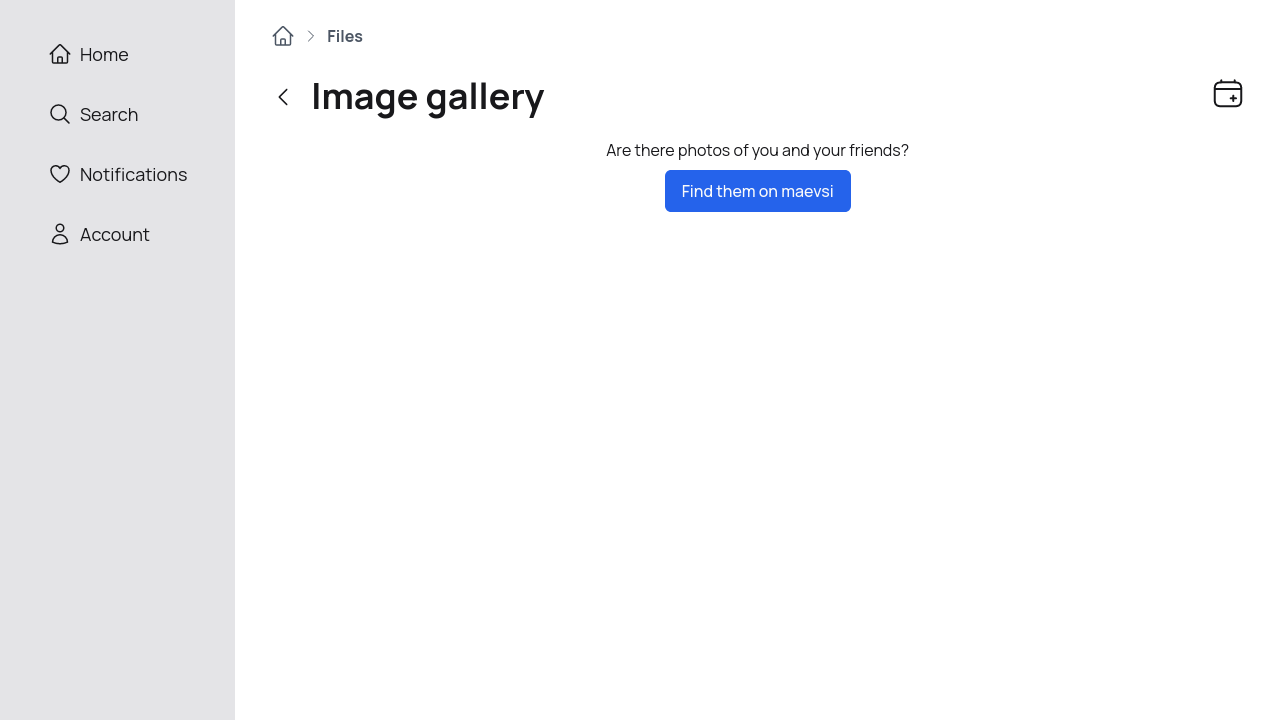 Home
Search
Notifications
Account
Files
Image gallery
Are there photos of you and your friends?
Find them on maevsi